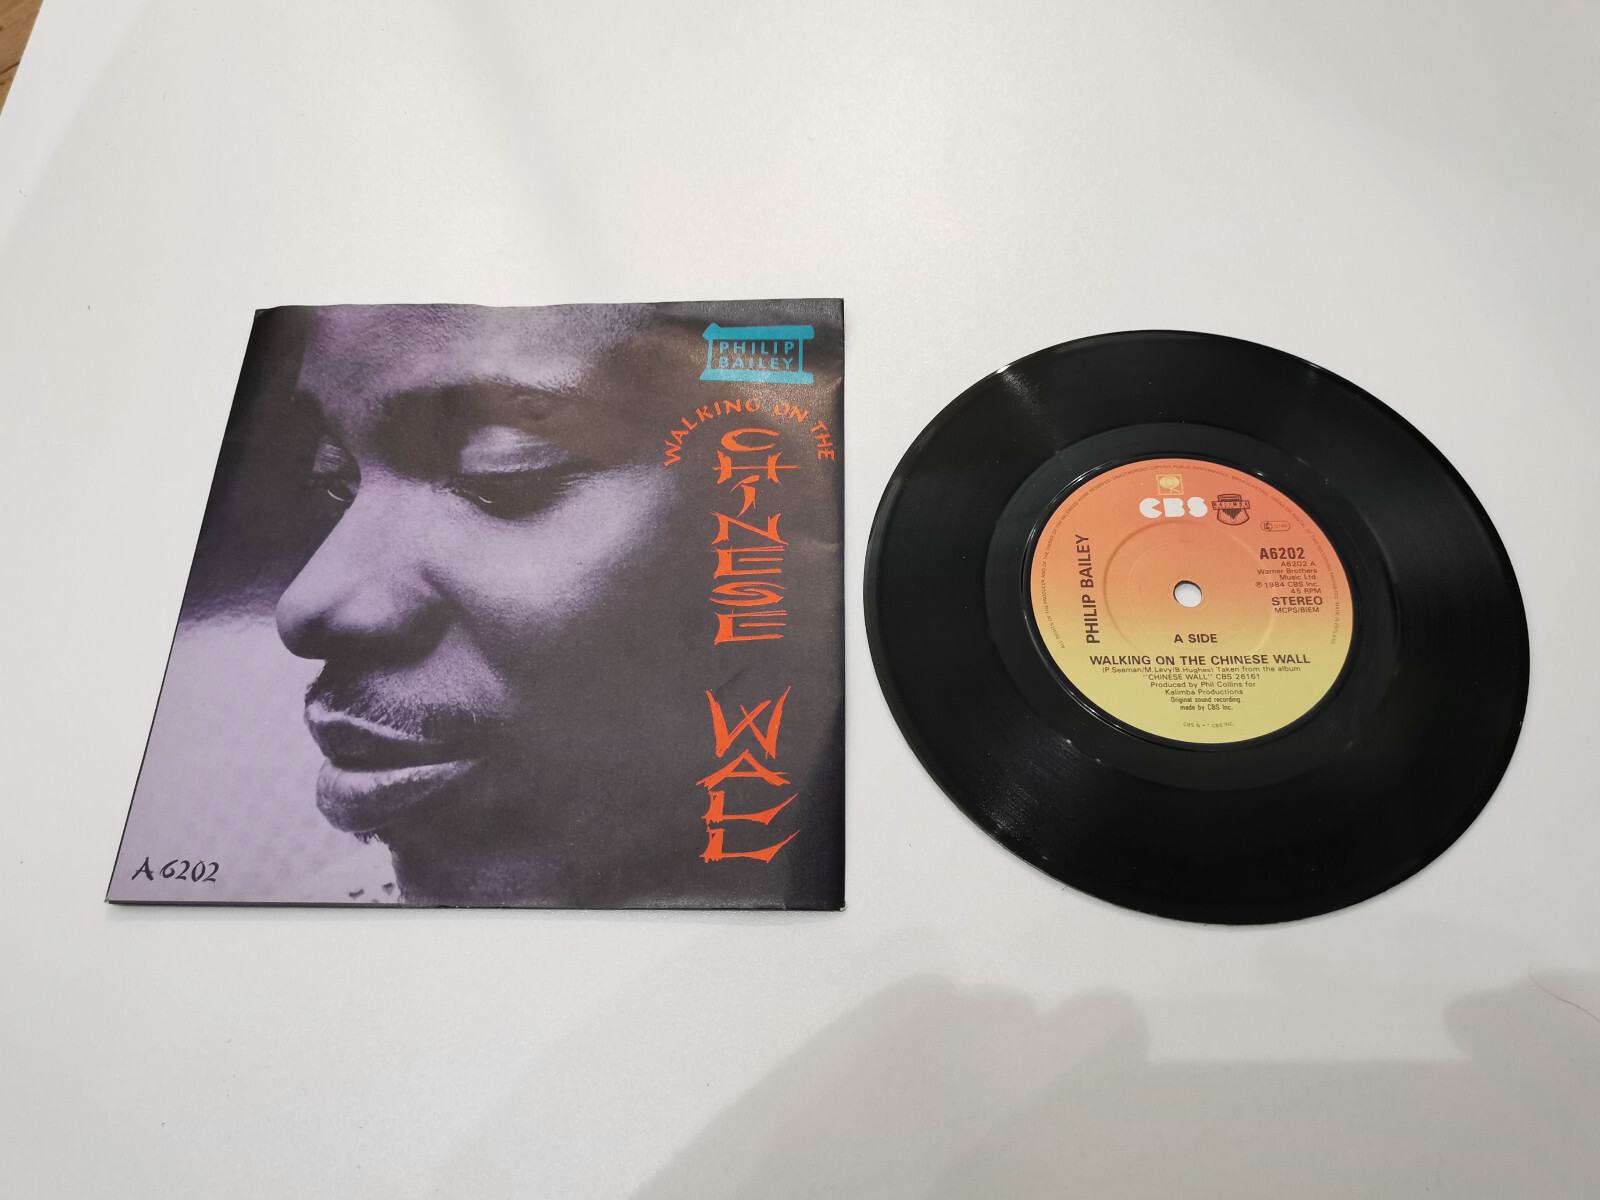 PHILIP
BAILEY
WALKING ON THE
CHINESE
WALL
A 6202
CBS
A6202
A6202 A
Warner Brothers
Music Ltd.
℗ 1984 CBS Inc.
45 RPM
STEREO
MCPS/BIEM
PHILIP BAILEY
A SIDE
WALKING ON THE CHINESE WALL
(P.Seeman/M.Levy/B.Hughes) Taken from the album
"CHINESE WALL" CBS 26161
Produced by Phil Collins for
Kalimba Productions
Original sound recording
made by CBS Inc.